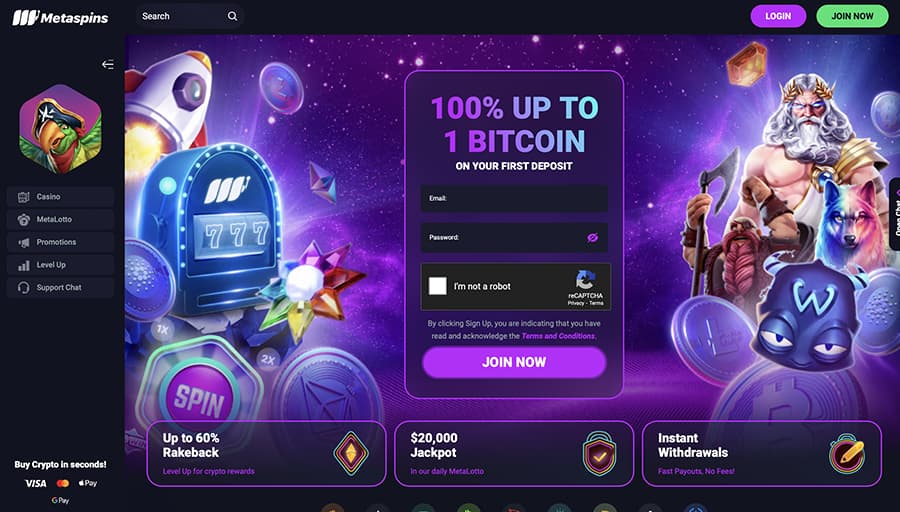 Metaspins
Search
LOGIN
JOIN NOW
Casino
MetaLotto
Promotions
Level Up
Support Chat
Buy Crypto in seconds!
VISA
Pay
G Pay
777
1X
2X
SPIN
100% UP TO
1 BITCOIN
ON YOUR FIRST DEPOSIT
Email:
Password:
I'm not a robot
reCAPTCHA
Privacy - Terms
By clicking Sign Up, you are indicating that you have
read and acknowledge the Terms and Conditions.
JOIN NOW
W
Open Chat
Up to 60%
Rakeback
Level Up for crypto rewards
$20,000
Jackpot
In our daily MetaLotto
Instant
Withdrawals
Fast Payouts, No Fees!